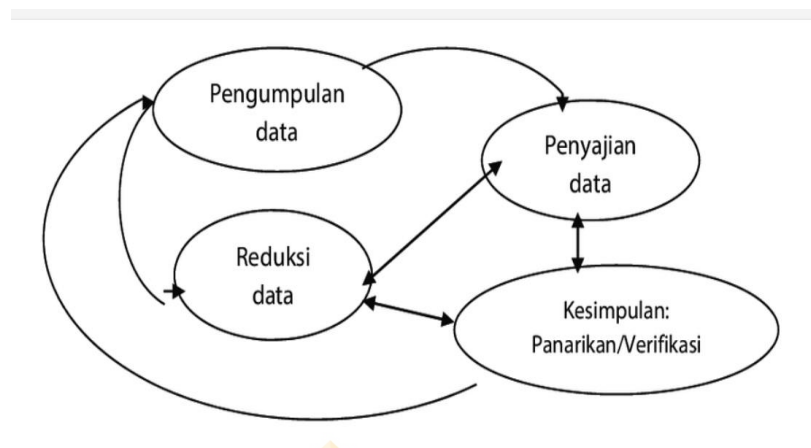 Pengumpulan
data
Penyajian
data
Reduksi
data
Kesimpulan:
Panarikan/Verifikasi